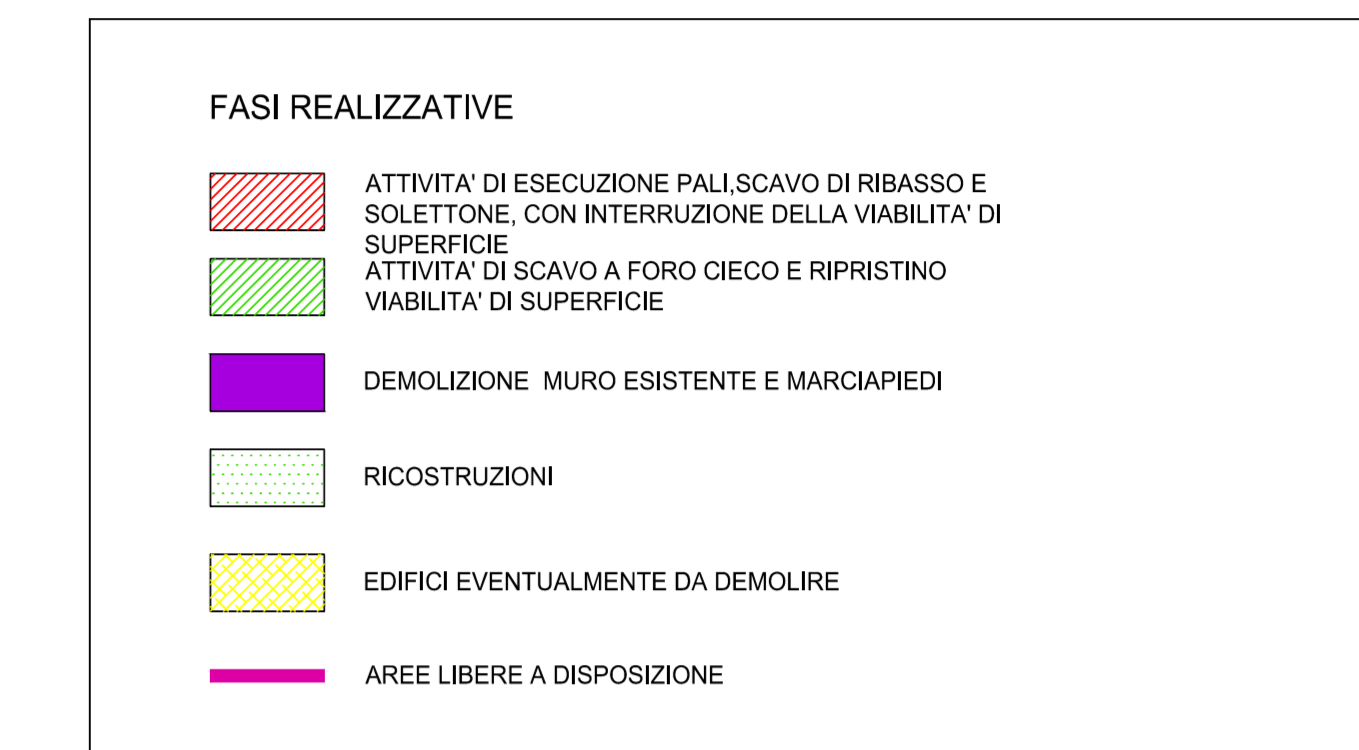 FASI REALIZZATIVE
ATTIVITA' DI ESECUZIONE PALI,SCAVO DI RIBASSO E
SOLETTONE, CON INTERRUZIONE DELLA VIABILITA' DI
SUPERFICIE
ATTIVITA' DI SCAVO A FORO CIECO E RIPRISTINO
VIABILITA' DI SUPERFICIE
DEMOLIZIONE  MURO ESISTENTE E MARCIAPIEDI
RICOSTRUZIONI
EDIFICI EVENTUALMENTE DA DEMOLIRE
AREE LIBERE A DISPOSIZIONE